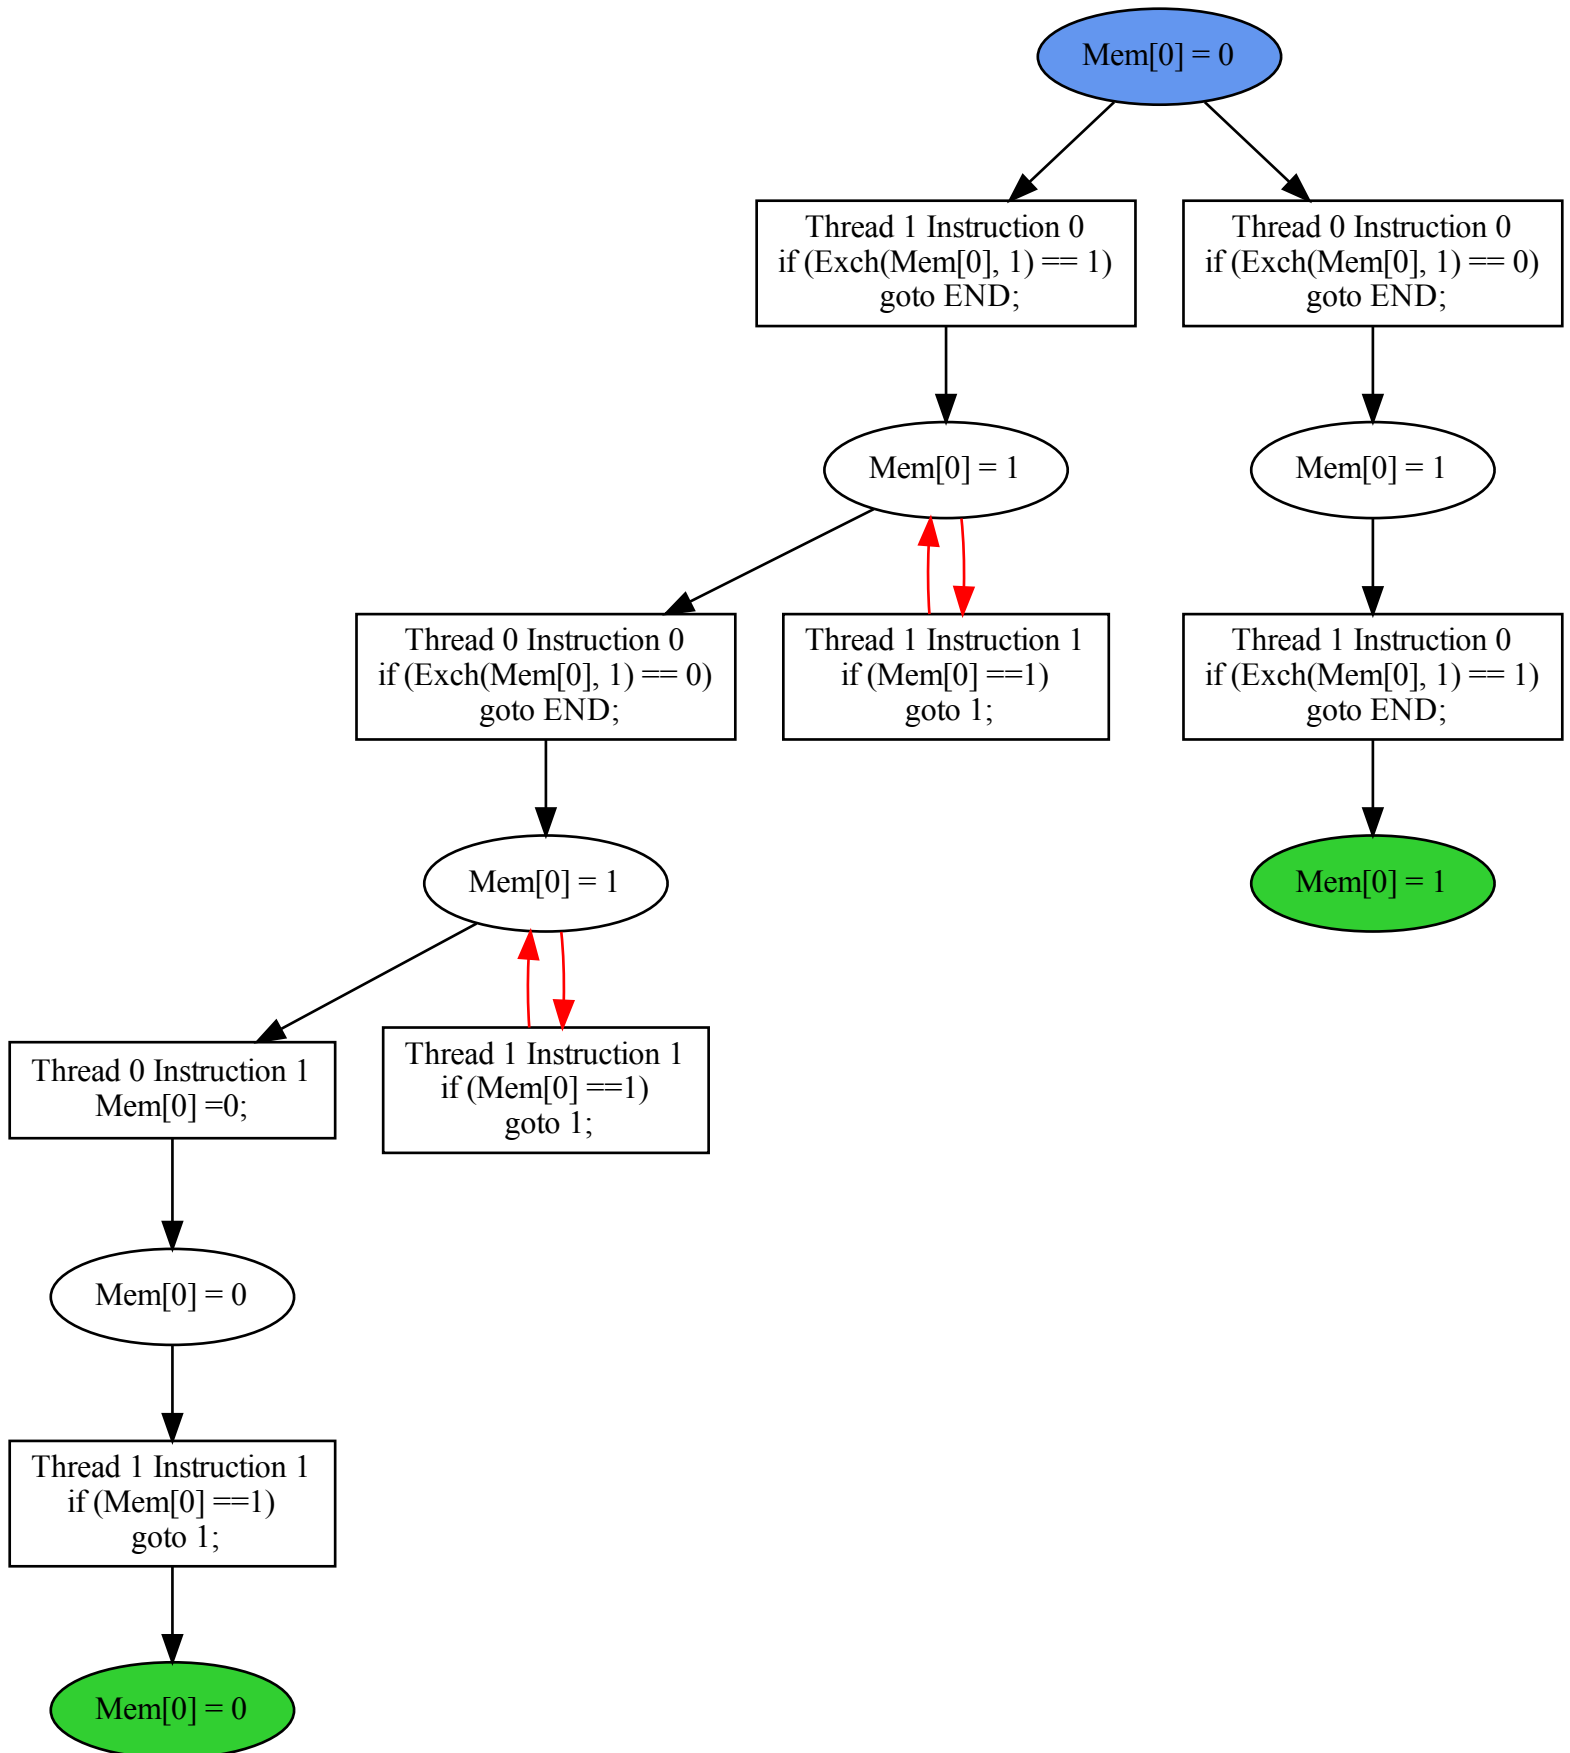 Mem[0] = 0
Thread 1 Instruction 0
if (Exch(Mem[0], 1) == 1)
goto END;
Thread 0 Instruction 0
if (Exch(Mem[0], 1) == 0)
goto END;
Mem[0] = 1
Mem[0] = 1
Thread 0 Instruction 0
if (Exch(Mem[0], 1) == 0)
goto END;
Thread 1 Instruction 1
if (Mem[0] ==1)
goto 1;
Thread 1 Instruction 0
if (Exch(Mem[0], 1) == 1)
goto END;
Mem[0] = 1
Mem[0] = 1
Thread 0 Instruction 1
Mem[0] =0;
Thread 1 Instruction 1
if (Mem[0] ==1)
goto 1;
Mem[0] = 0
Thread 1 Instruction 1
if (Mem[0] ==1)
goto 1;
Mem[0] = 0